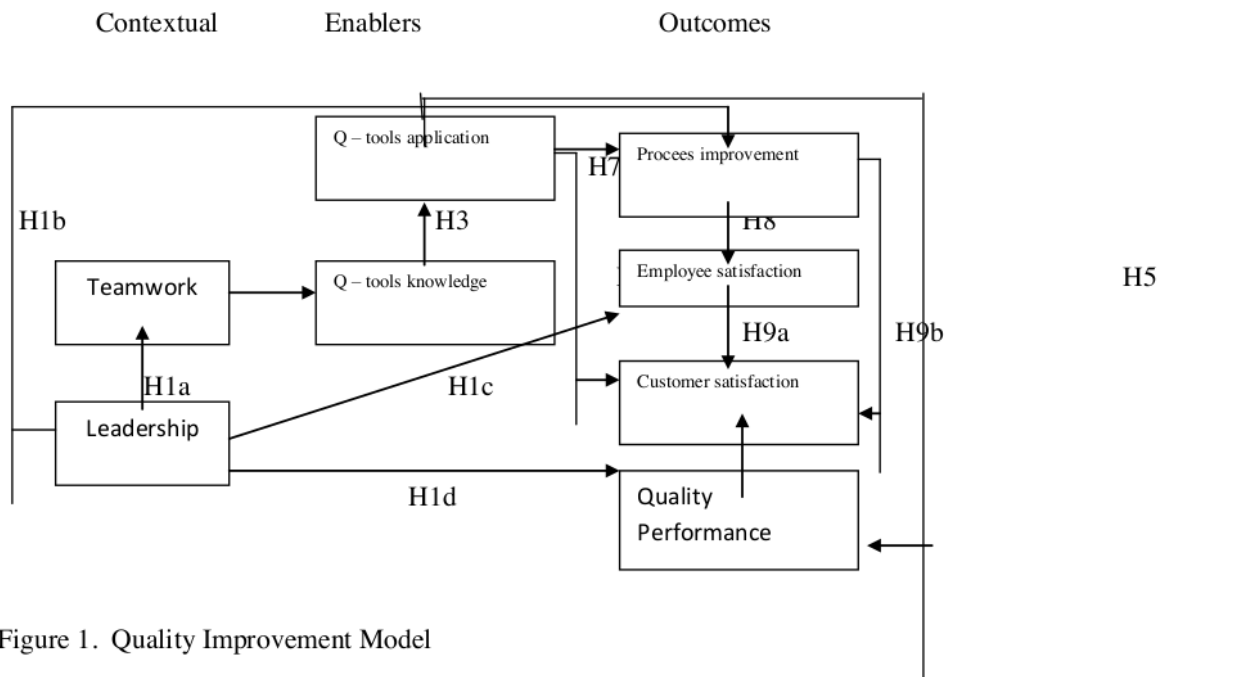 Contextual Enablers Outcomes
Q – tools application
Procees improvement
H7
H1b
H3
H8
Teamwork
Q – tools knowledge
Employee satisfaction
H5
H9a
H9b
H1a
H1c
Customer satisfaction
Leadership
H1d
Quality
Performance
Figure 1. Quality Improvement Model